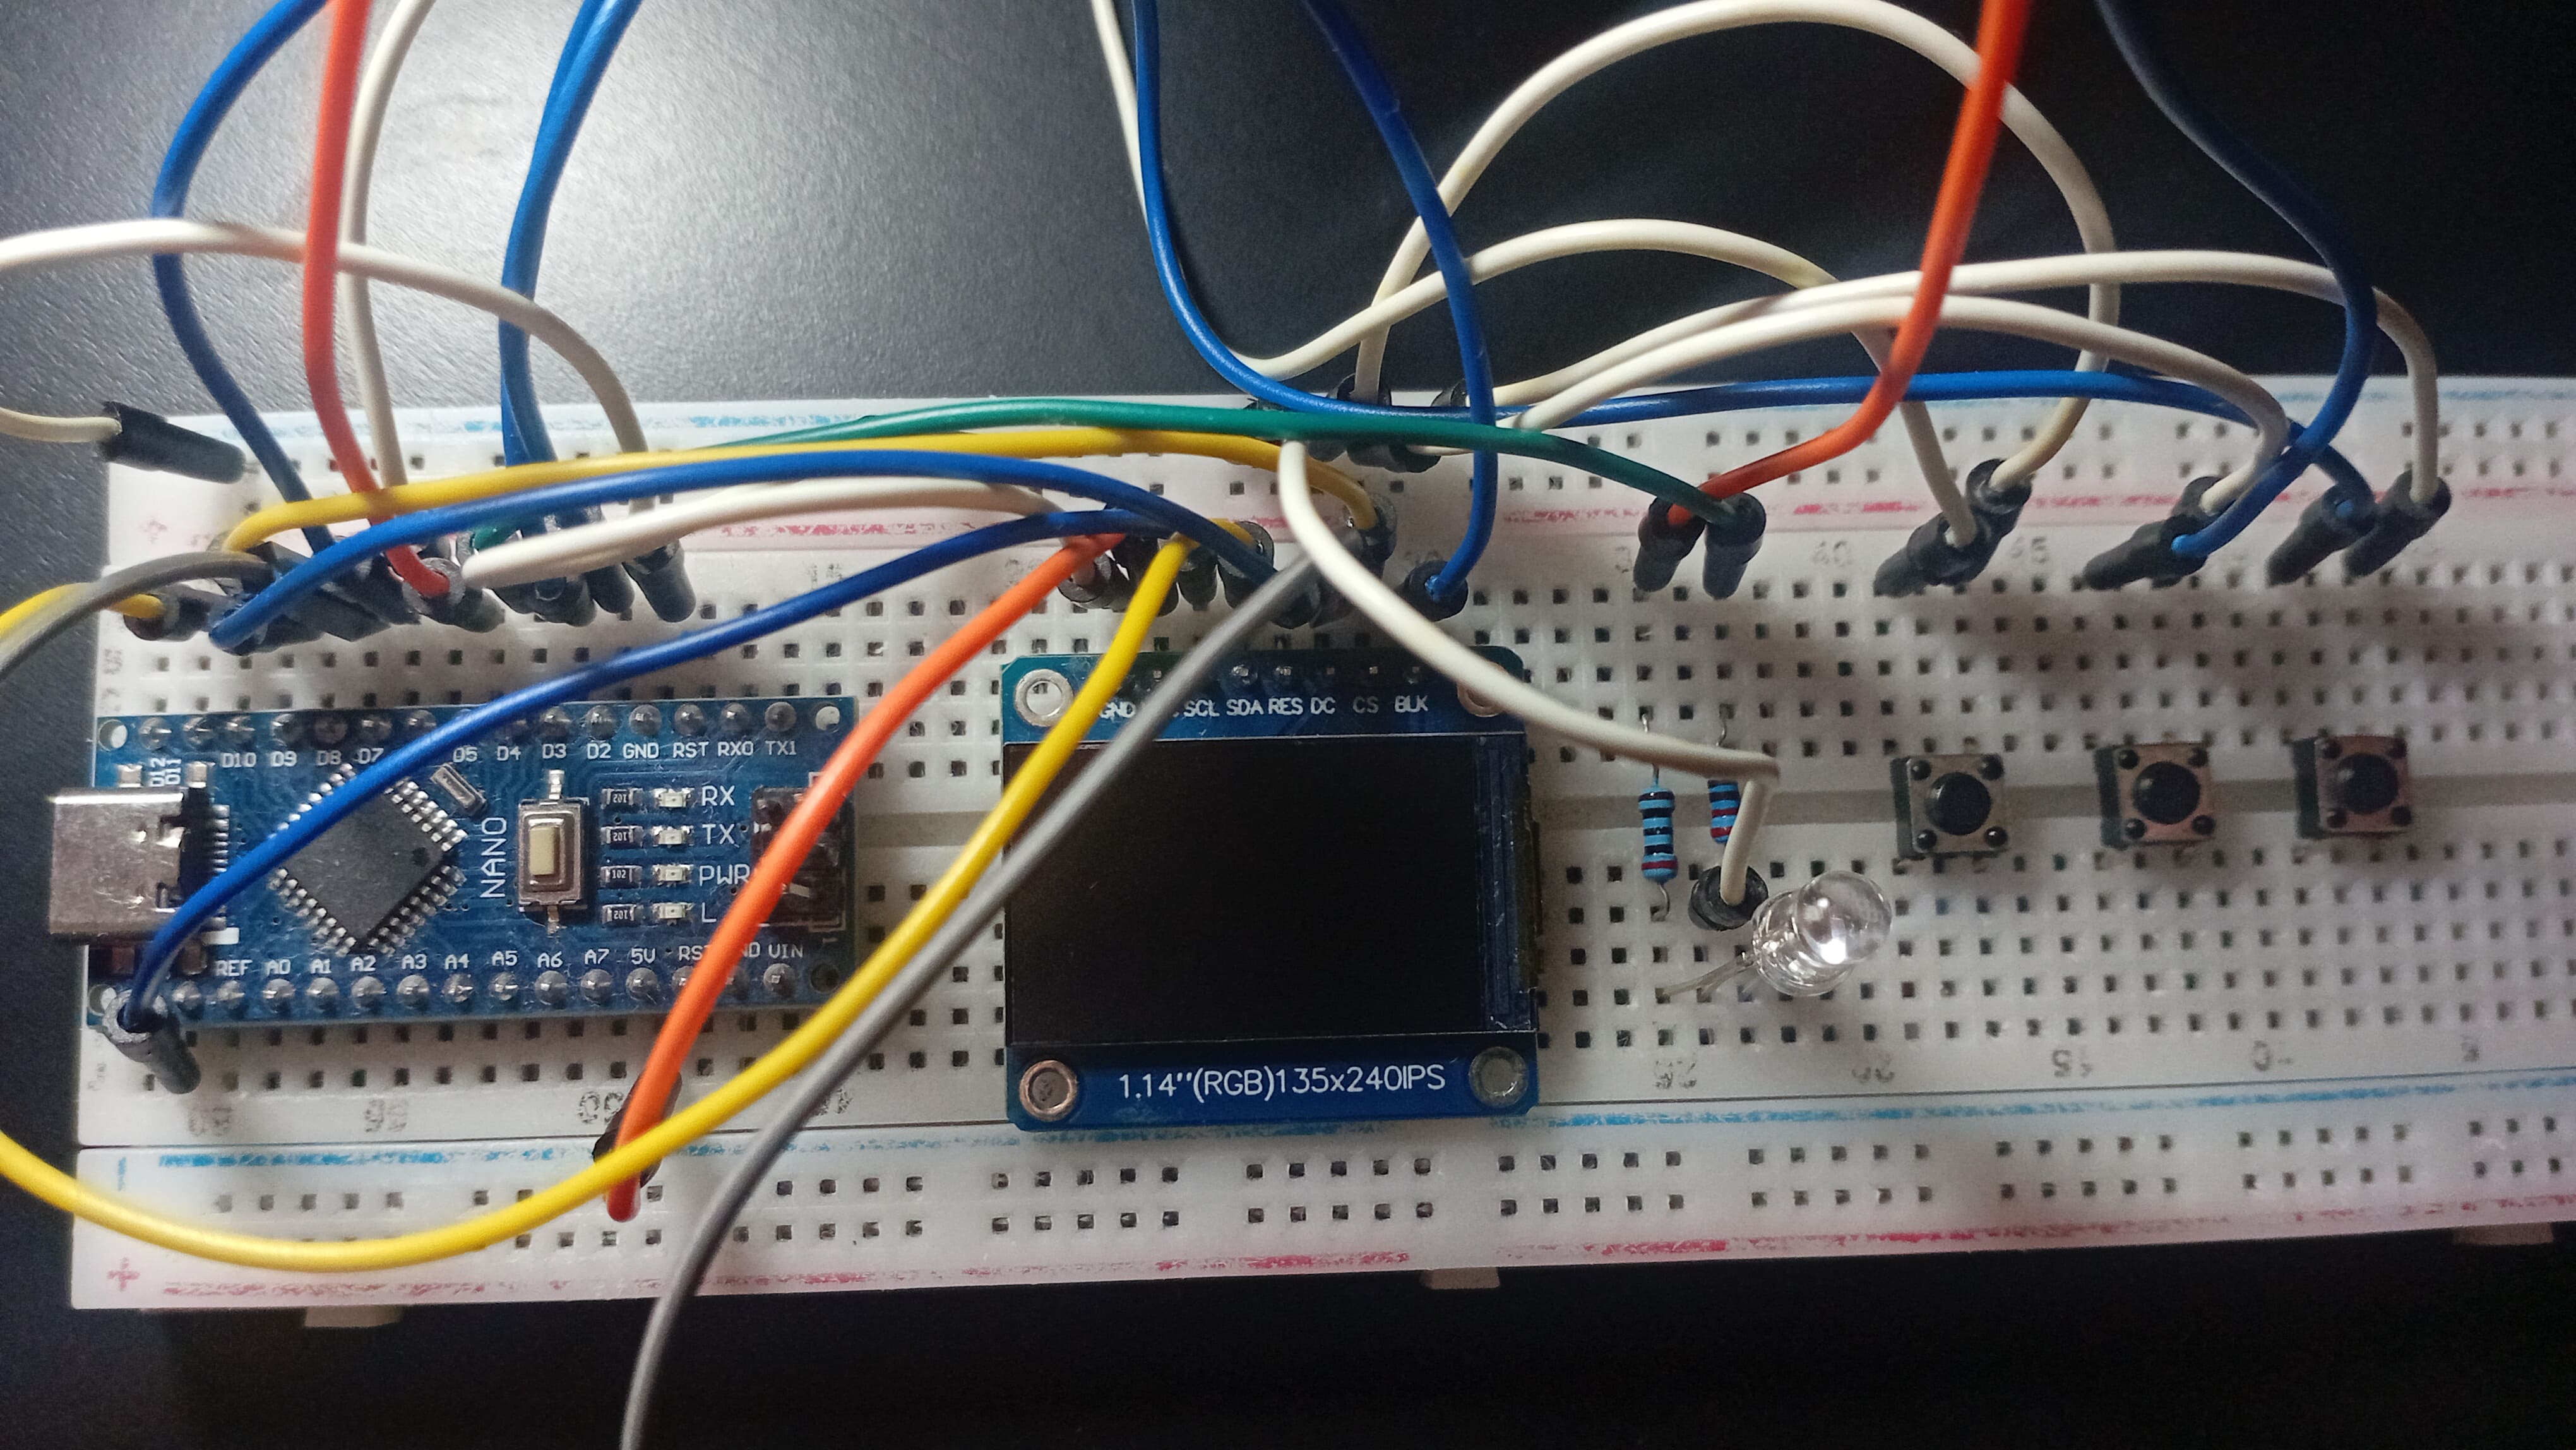 GND SCL SDA RES DC CS BLK
D10 D9 D8 D7 D5 D4 D3 D2 GND RST RX0 TX1
D12
D11
NANO
RX
TX
PWR
L
REF A0 A1 A2 A3 A4 A5 A6 A7 5V RST VIN
1.14"(RGB)135x240IPS
15